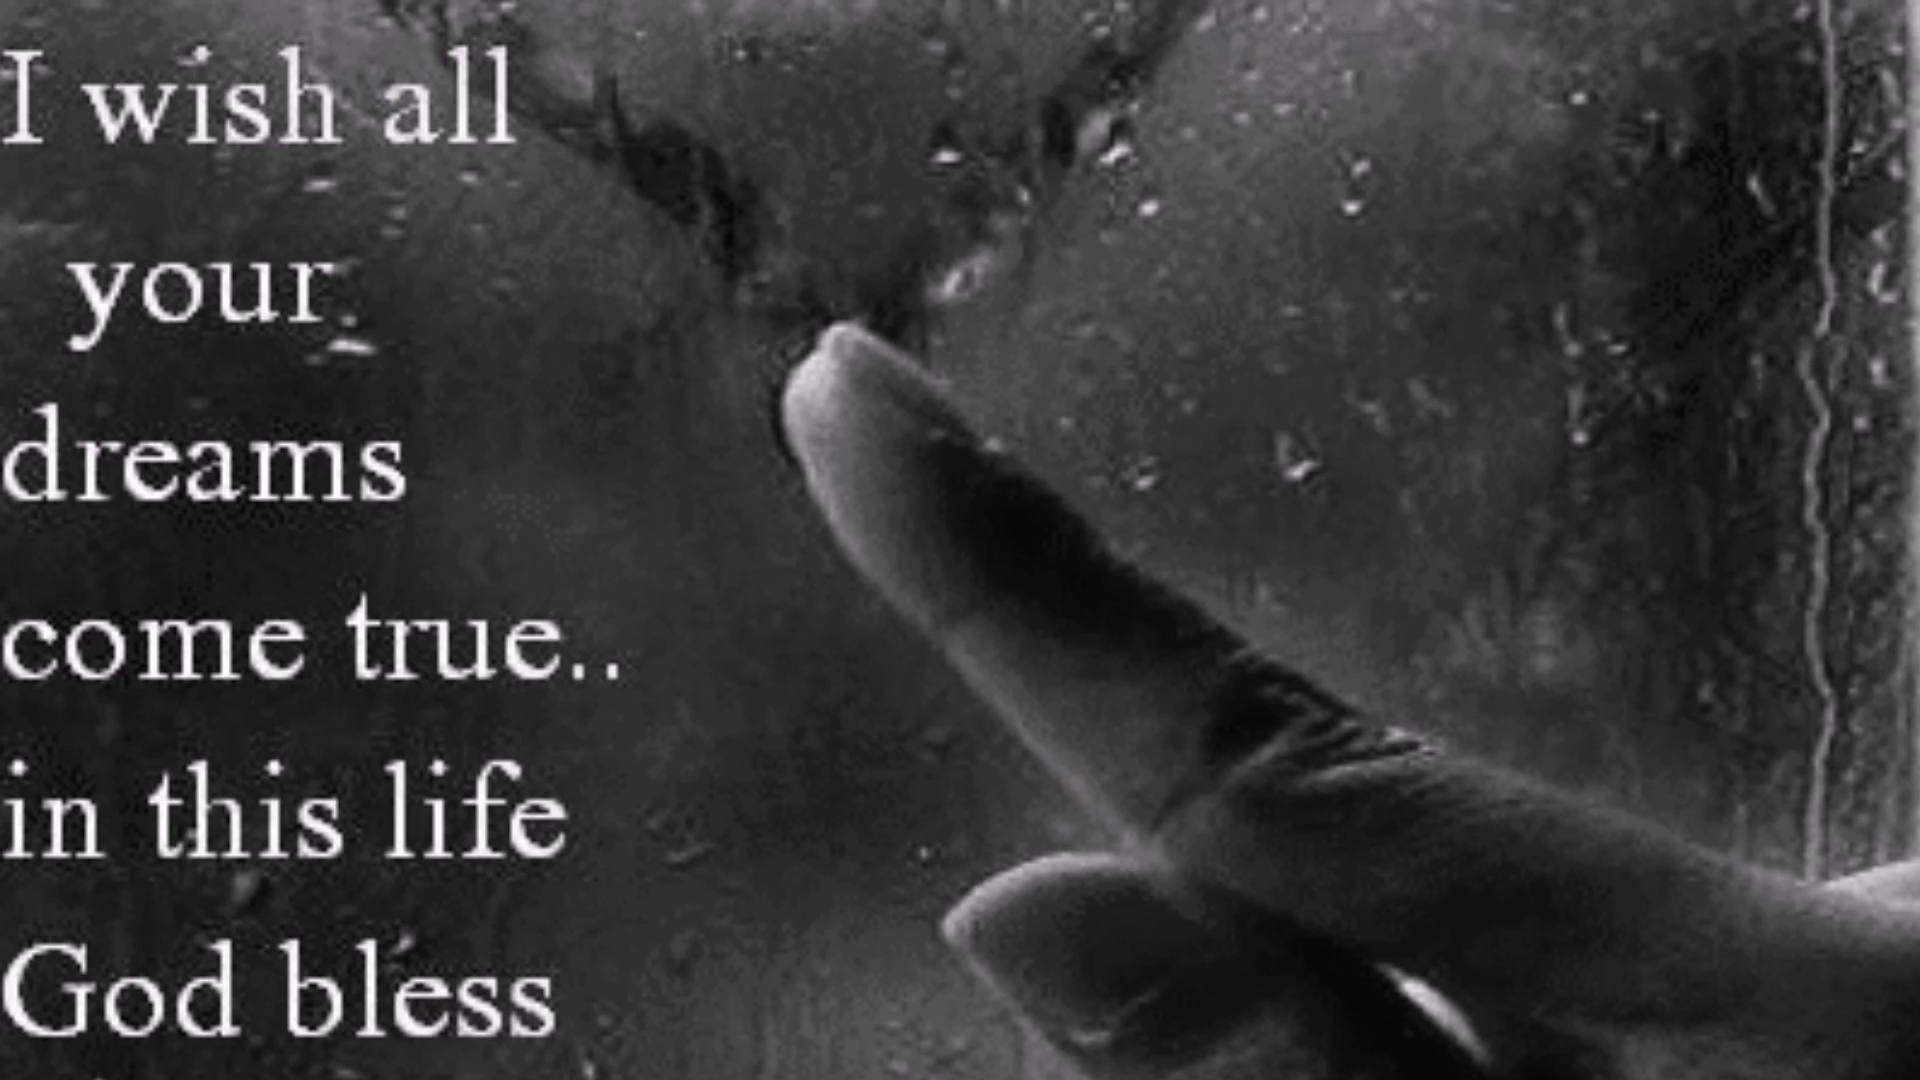 I wish all
your
dreams
come true..
in this life
God bless